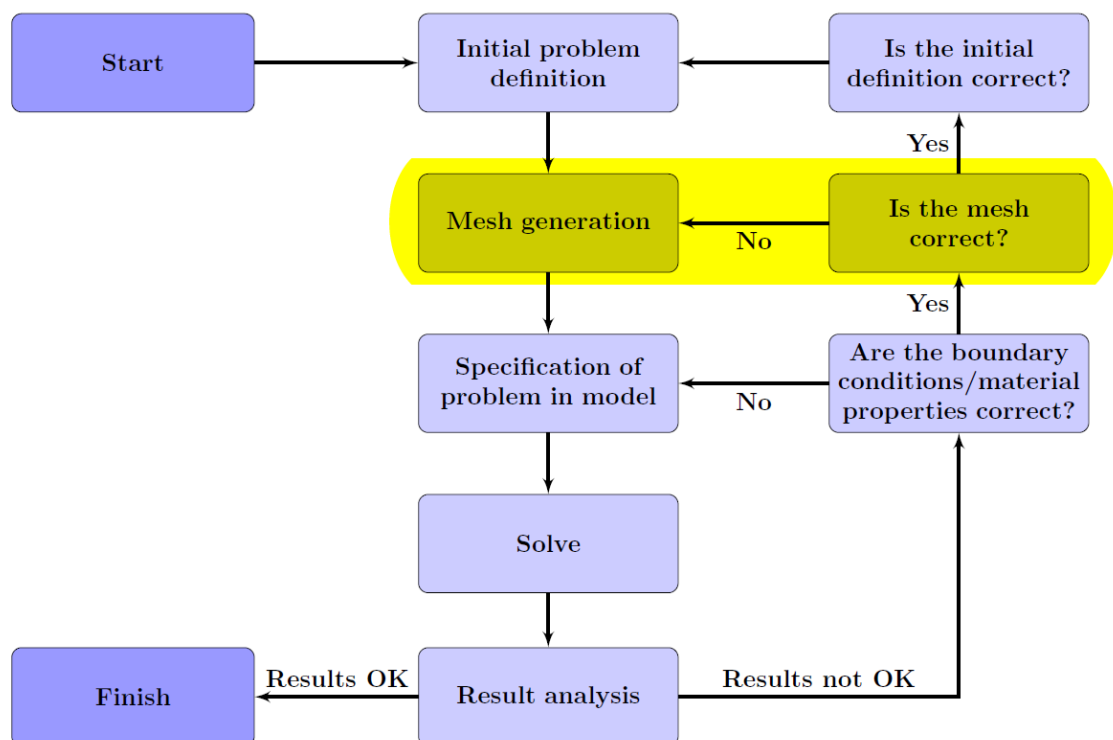 Start
Initial problem
definition
Is the initial
definition correct?
Yes
Mesh generation
No
Is the mesh
correct?
Yes
Specification of
problem in model
No
Are the boundary
conditions/material
properties correct?
Solve
Finish
Results OK
Result analysis
Results not OK